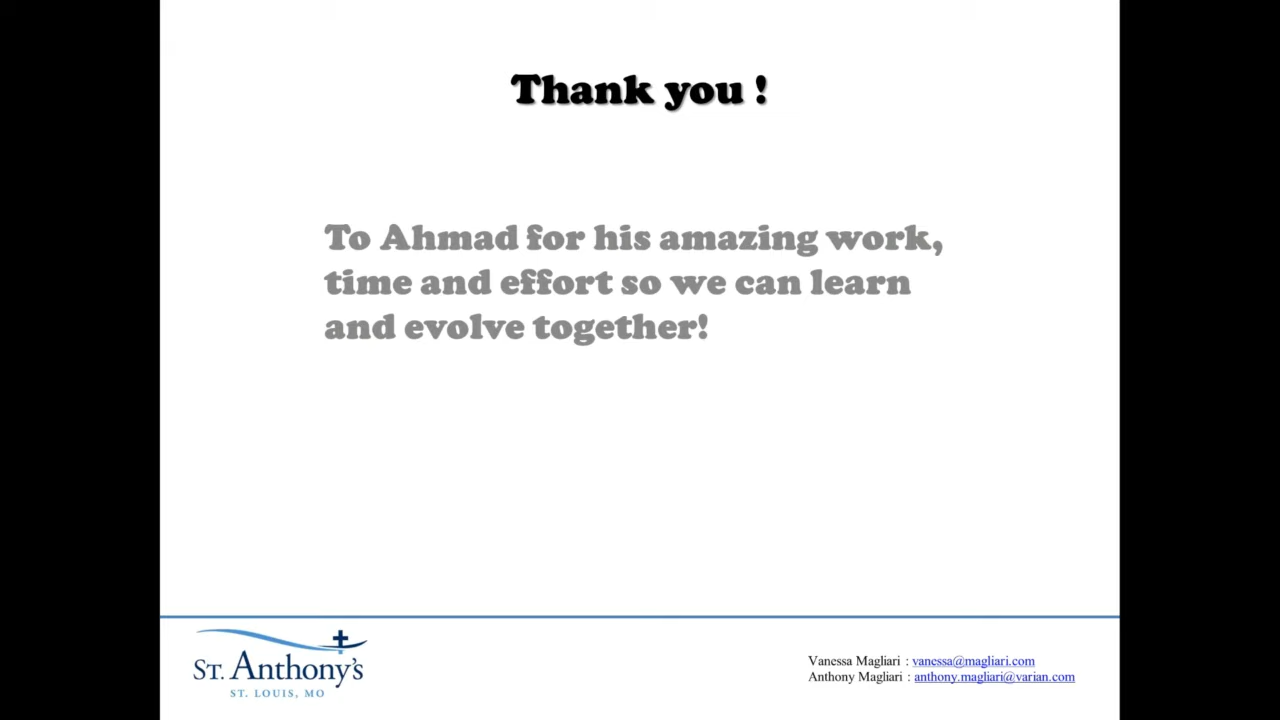 Thank you !
To Ahmad for his amazing work,
time and effort so we can learn
and evolve together!
St. Anthony's
ST. LOUIS, MO
Vanessa Magliari : vanessa@magliari.com
Anthony Magliari : anthony.magliari@varian.com